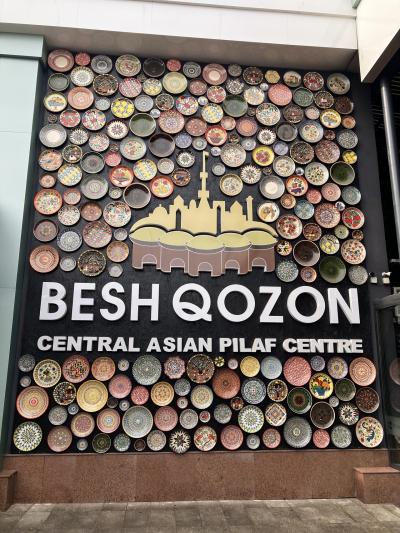 BESH QOZON
CENTRAL ASIAN PILAF CENTRE